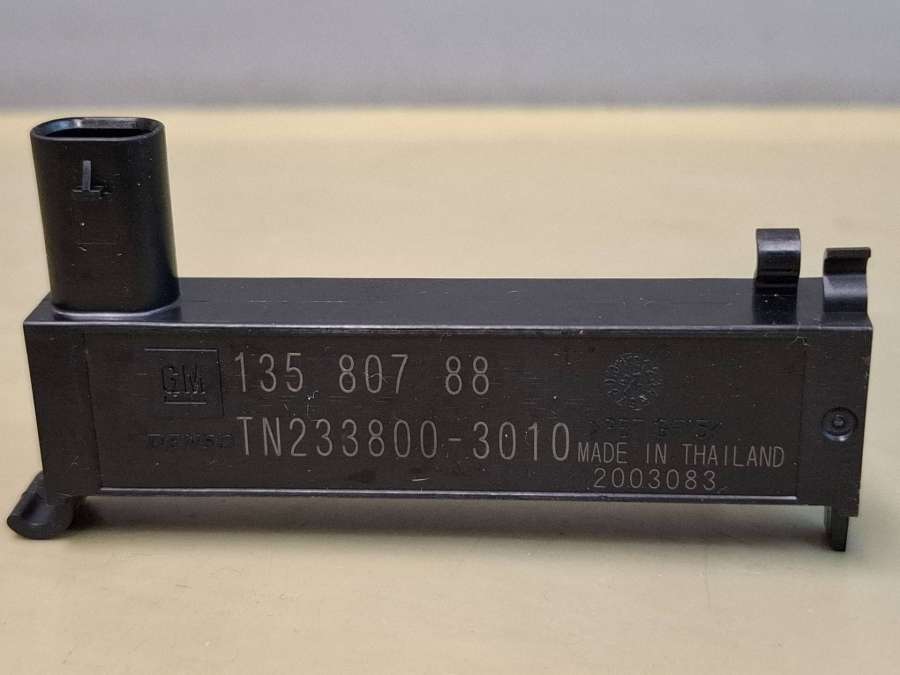 GM
135 807 88
DENSO
TN233800-3010
MADE IN THAILAND
2003083